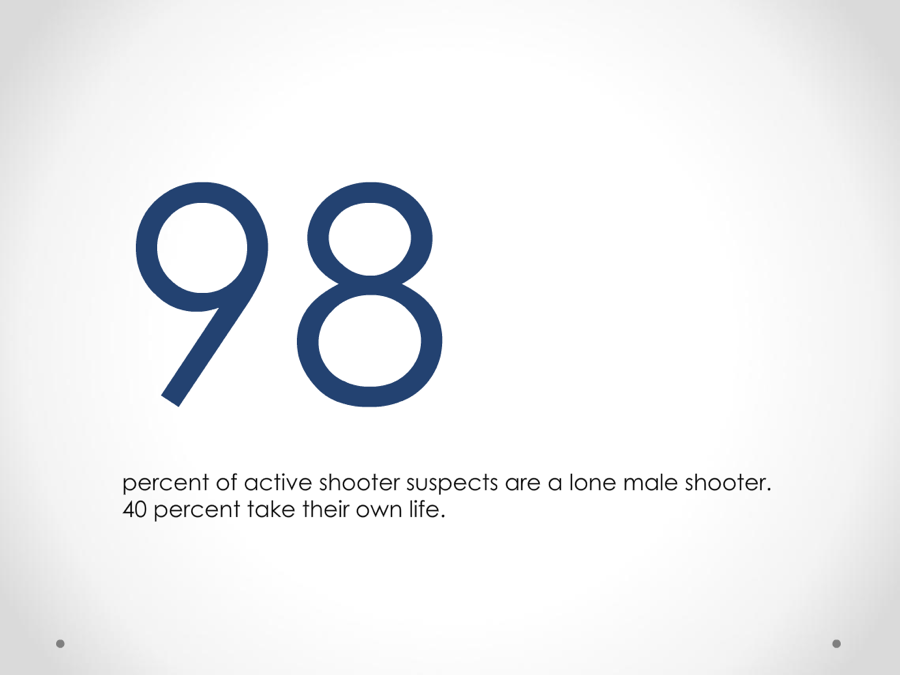 98
percent of active shooter suspects are a lone male shooter.
40 percent take their own life.